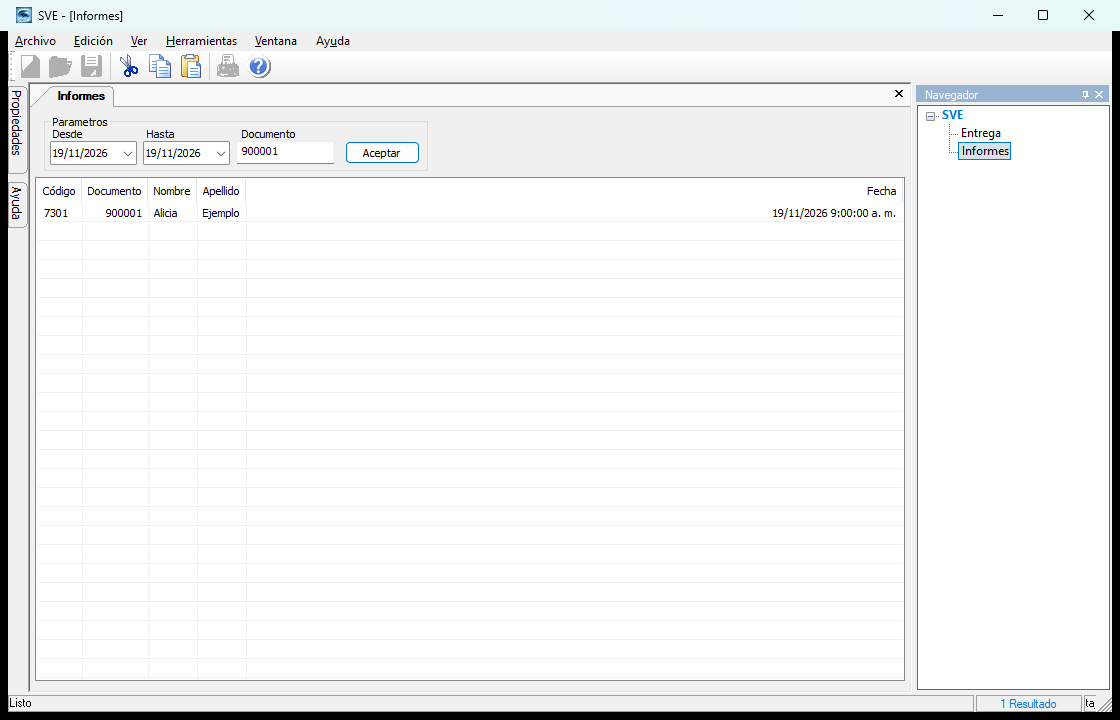 SVE - [Informes]
Archivo Edición Ver Herramientas Ventana Ayuda
Propiedades
Ayuda
Informes
Parametros
Desde Hasta Documento
19/11/2026 19/11/2026 900001 Aceptar
Código Documento Nombre Apellido Fecha
7301 900001 Alicia Ejemplo 19/11/2026 9:00:00 a. m.
Navegador
SVE
Entrega
Informes
Listo 1 Resultado ta